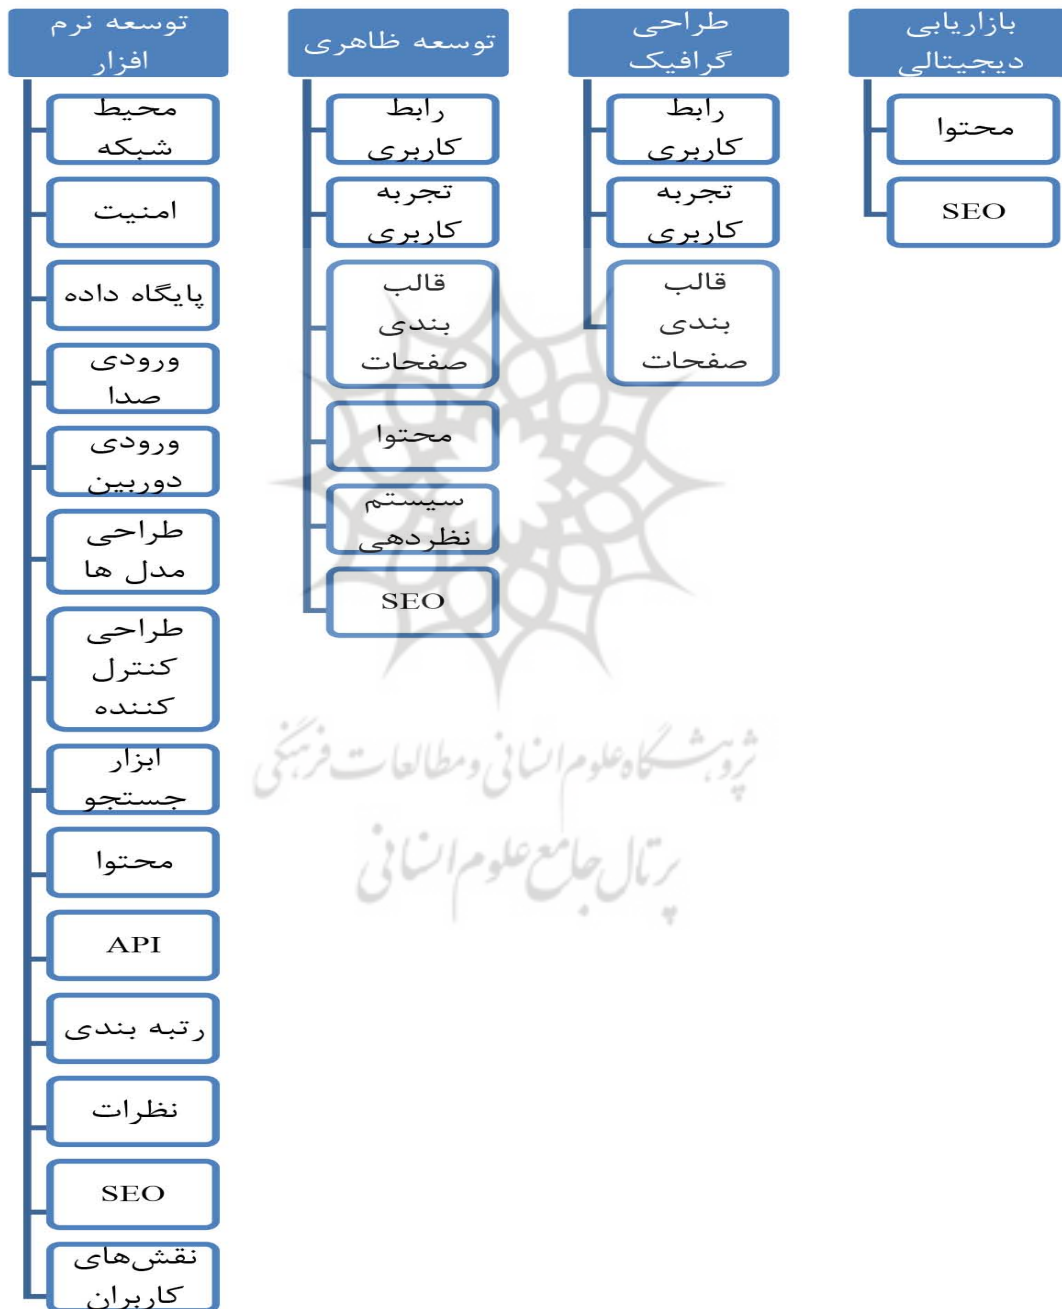 بازاریابی
دیجیتالی
محتوا
SEO
طراحی
گرافیک
رابط
کاربری
تجربه
کاربری
قالب
بندی
صفحات
توسعه ظاهری
رابط
کاربری
تجربه
کاربری
قالب
بندی
صفحات
محتوا
سیستم
نظردهی
SEO
توسعه نرم
افزار
محیط
شبکه
امنیت
پایگاه داده
ورودی
صدا
ورودی
دوربین
طراحی
مدل ها
طراحی
کنترل
کننده
ابزار
جستجو
محتوا
API
رتبه بندی
نظرات
SEO
نقش‌های
کاربران
پژوهشگاه علوم انسانی و مطالعات فرهنگی
پرتال جامع علوم انسانی